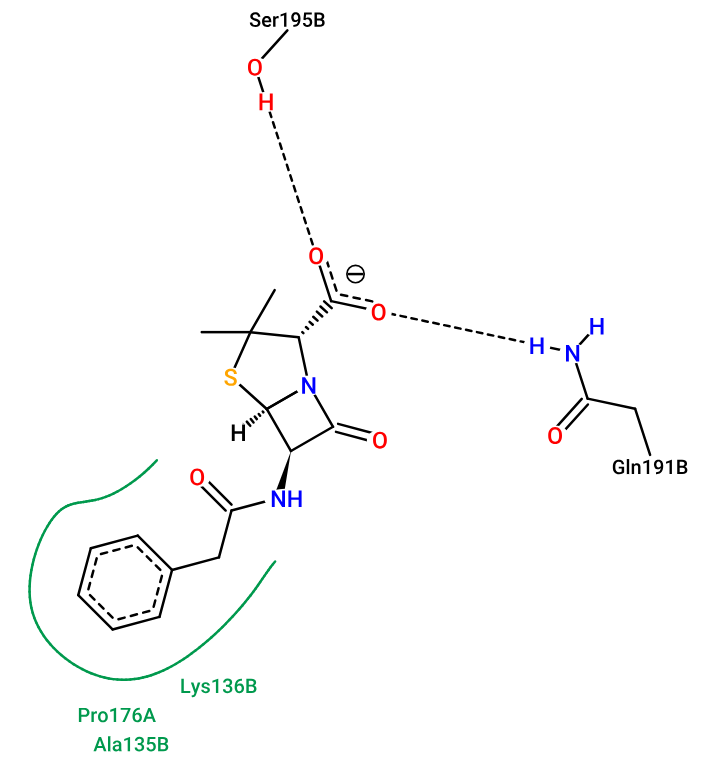 Ser195B
O
H
O
⊖
O
H
H
N
S
N
O
H
O
Gln191B
O
NH
Lys136B
Pro176A
Ala135B